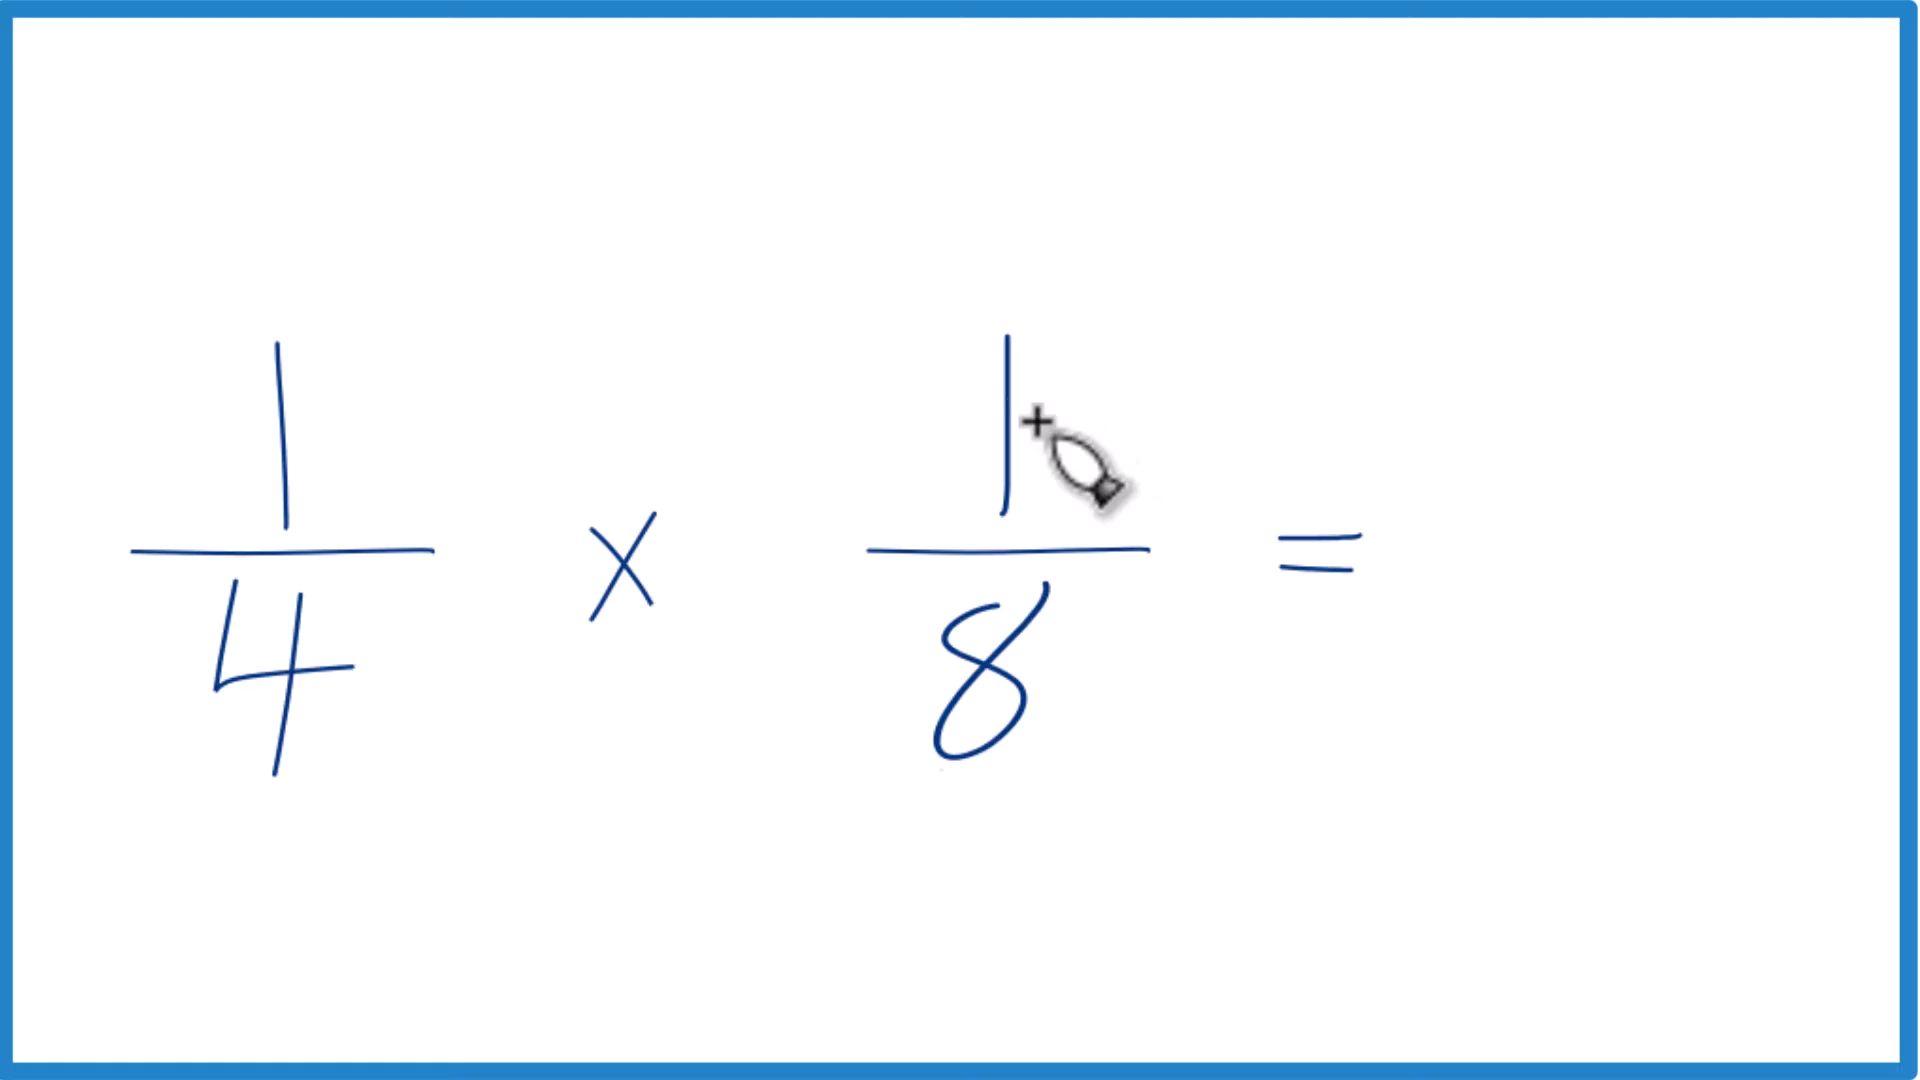 1/4 x 1/8 =